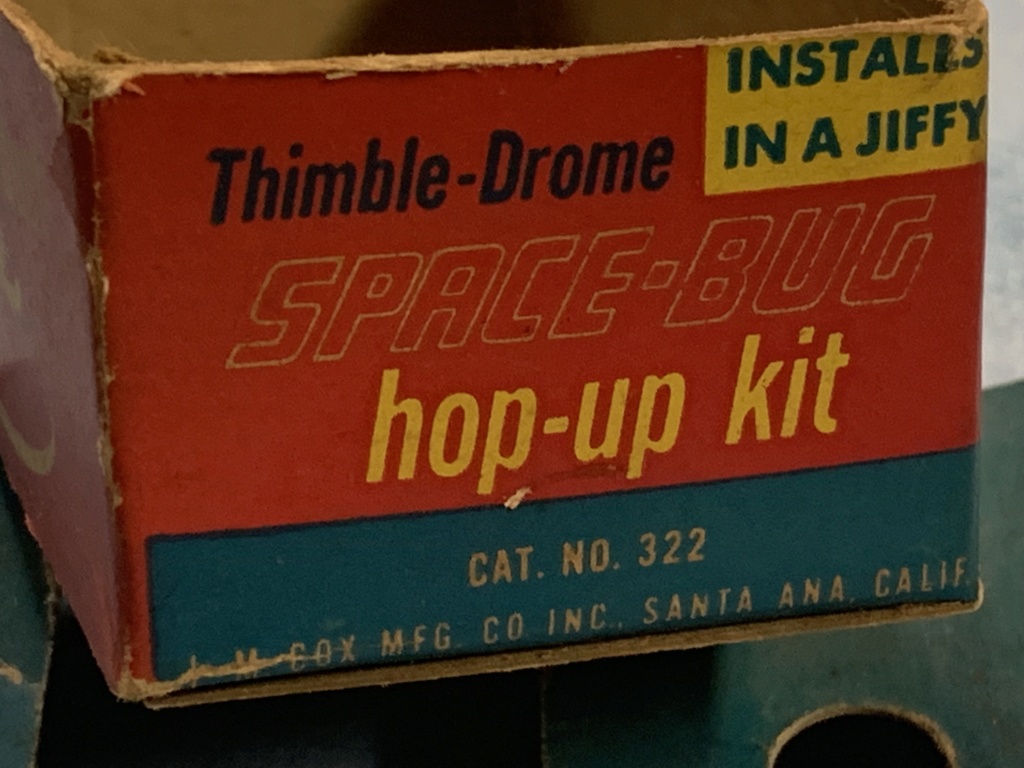 INSTALLS
IN A JIFFY
Thimble-Drome
SPACE-BUG
hop-up kit
CAT. NO. 322
L. M. COX MFG. CO INC., SANTA ANA, CALIF.